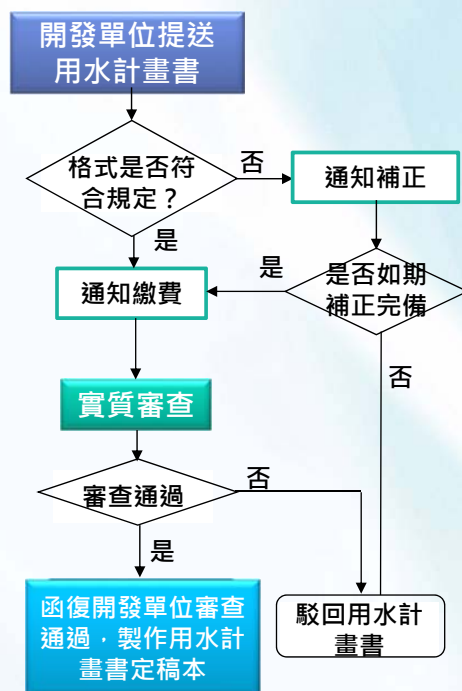 開發單位提送
用水計畫書
格式是否符
合規定？
否
通知補正
是
是
是否如期
補正完備
通知繳費
否
實質審查
審查通過
否
是
函復開發單位審查
通過，製作用水計
畫書定稿本
駁回用水計
畫書